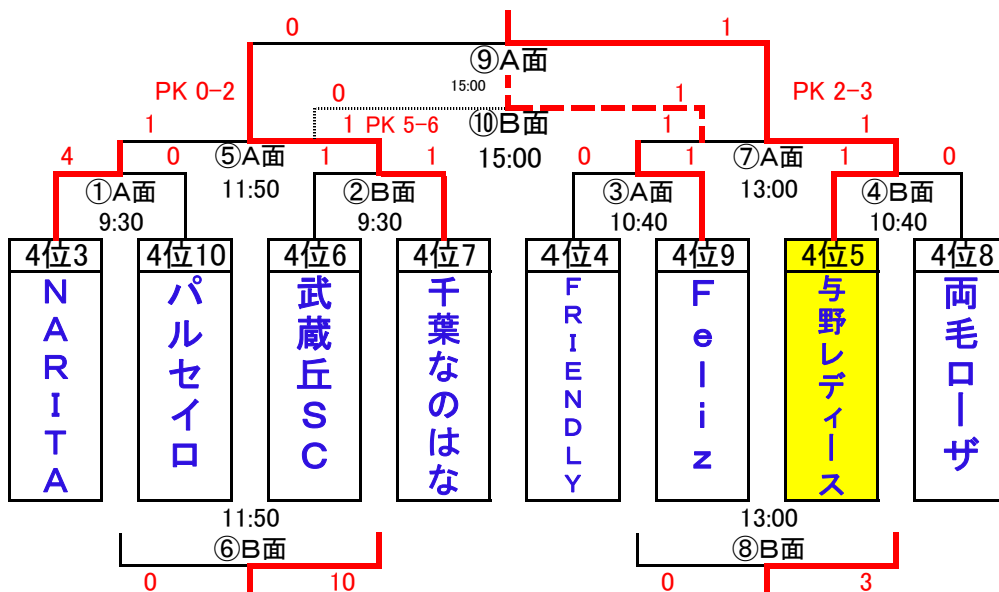 0 1
⑨A面
PK 0-2 0 15:00 1 PK 2-3
1 1 PK 5-6 ⑩B面 1 1
4 0 ⑤A面 1 1 15:00 0 1 ⑦A面 1 0
①A面 11:50 ②B面 ③A面 13:00 ④B面
9:30 9:30 10:40 10:40
4位3 4位10 4位6 4位7 4位4 4位9 4位5 4位8
NARITA
パルセイロ
武蔵丘SC
千葉なのはな
FRIENDLY
Feliz
与野レディース
両毛ローザ
11:50 13:00
⑥B面 ⑧B面
0 10 0 3